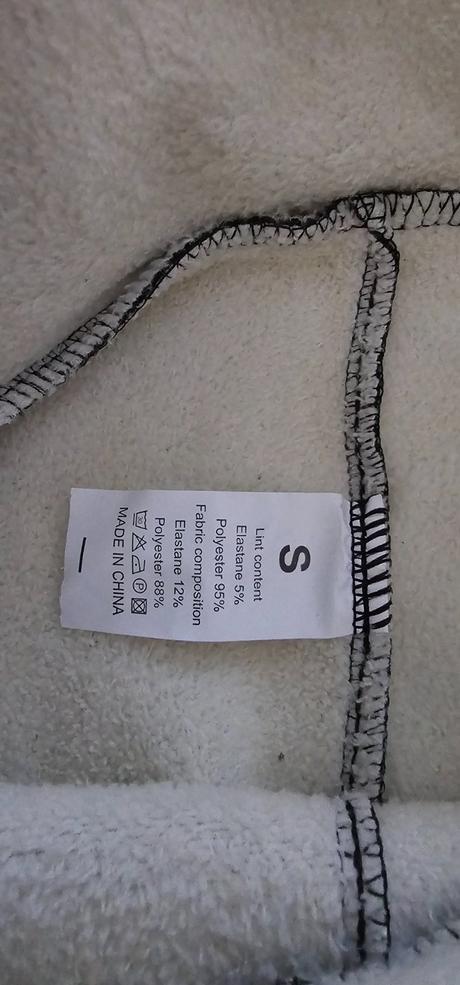 S
Lint content
Elastane 5%
Polyester 95%
Fabric composition
Elastane 12%
Polyester 88%
MADE IN CHINA